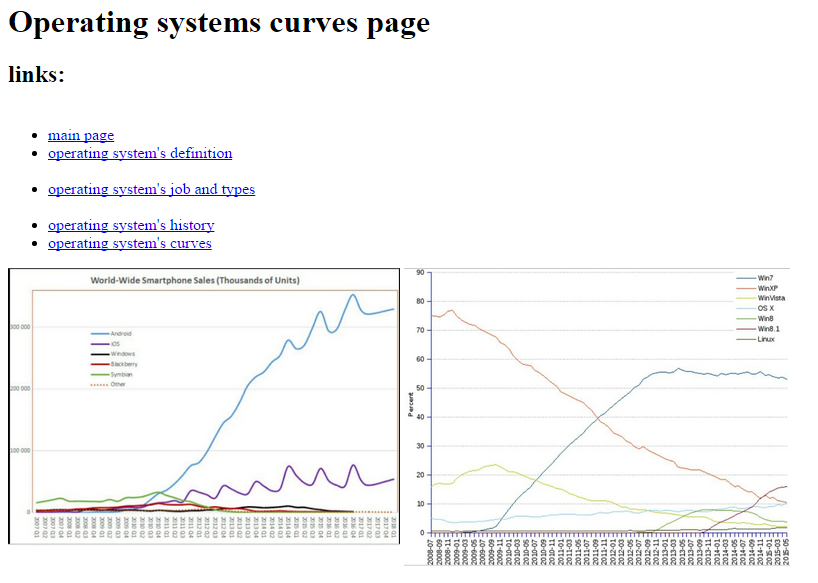 Operating systems curves page
links:
main page
operating system's definition
operating system's job and types
operating system's history
operating system's curves
World-Wide Smartphone Sales (Thousands of Units)
Android
iOS
Windows
Blackberry
Symbian
Other
200 000
100 000
0
90
80
70
60
50
40
30
20
10
0
Percent
Win7
WinXP
WinVista
OS X
Win8
Win8.1
Linux
2008-07
2008-09
2008-11
2009-01
2009-03
2009-05
2009-07
2009-09
2009-11
2010-01
2010-03
2010-05
2010-07
2010-09
2010-11
2011-01
2011-03
2011-05
2011-07
2011-09
2011-11
2012-01
2012-03
2012-05
2012-07
2012-09
2012-11
2013-01
2013-03
2013-05
2013-07
2013-09
2013-11
2014-01
2014-03
2014-05
2014-07
2014-09
2014-11
2015-01
2015-03
2015-05